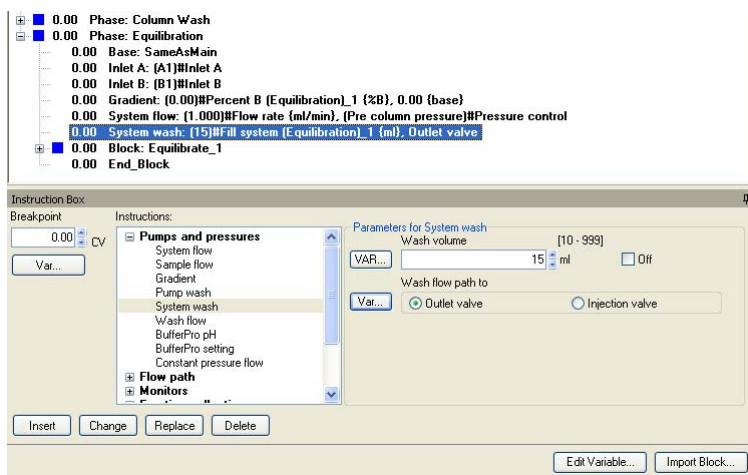 0.00 Phase: Column Wash
0.00 Phase: Equilibration
0.00 Base: SameAsMain
0.00 Inlet A: (A1)#Inlet A
0.00 Inlet B: (B1)#Inlet B
0.00 Gradient: (0.00)#Percent B (Equilibration)_1 {%B}, 0.00 {base}
0.00 System flow: (1.000)#Flow rate {ml/min}, (Pre column pressure)#Pressure control
0.00 System wash: (15)#Fill system (Equilibration)_1 {ml}, Outlet valve
0.00 Block: Equilibrate_1
0.00 End_Block
Instruction Box
Breakpoint
0.00 CV
Var...
Instructions:
Pumps and pressures
System flow
Sample flow
Gradient
Pump wash
System wash
Wash flow
BufferPro pH
BufferPro setting
Constant pressure flow
Flow path
Monitors
Parameters for System wash
Wash volume [10 - 999]
VAR... 15 ml Off
Wash flow path to
Var... Outlet valve Injection valve
Insert Change Replace Delete
Edit Variable... Import Block...